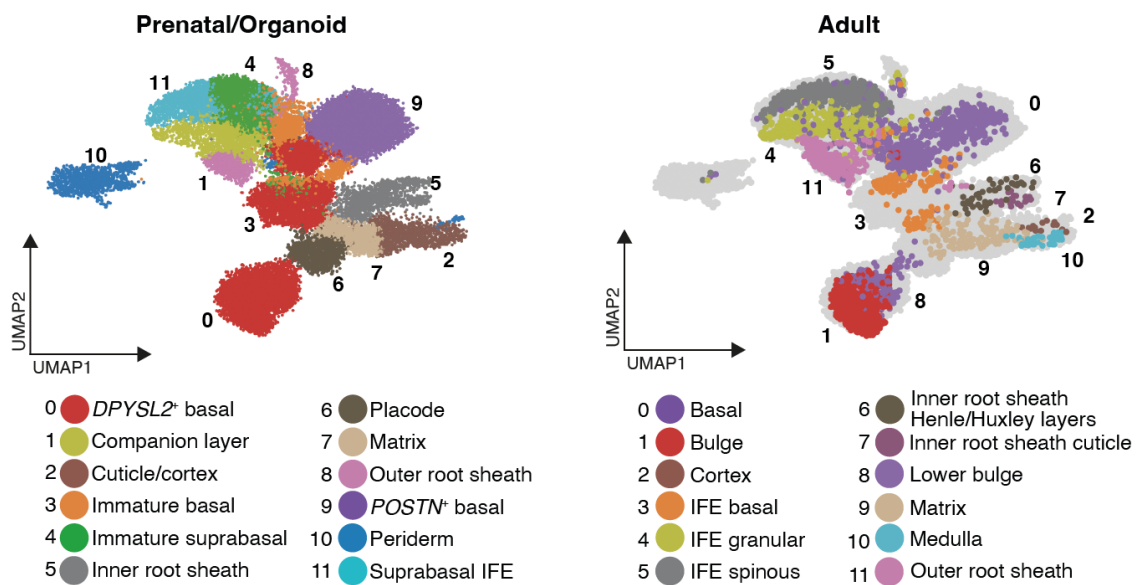 Prenatal/Organoid
11
4
8
9
10
1
5
3
2
7
6
0
UMAP2
UMAP1
0 DPYSL2⁺ basal
1 Companion layer
2 Cuticle/cortex
3 Immature basal
4 Immature suprabasal
5 Inner root sheath
6 Placode
7 Matrix
8 Outer root sheath
9 POSTN⁺ basal
10 Periderm
11 Suprabasal IFE
Adult
5
0
4
6
11
7
3
2
10
9
8
1
UMAP2
UMAP1
0 Basal
1 Bulge
2 Cortex
3 IFE basal
4 IFE granular
5 IFE spinous
6 Inner root sheath
Henle/Huxley layers
7 Inner root sheath cuticle
8 Lower bulge
9 Matrix
10 Medulla
11 Outer root sheath